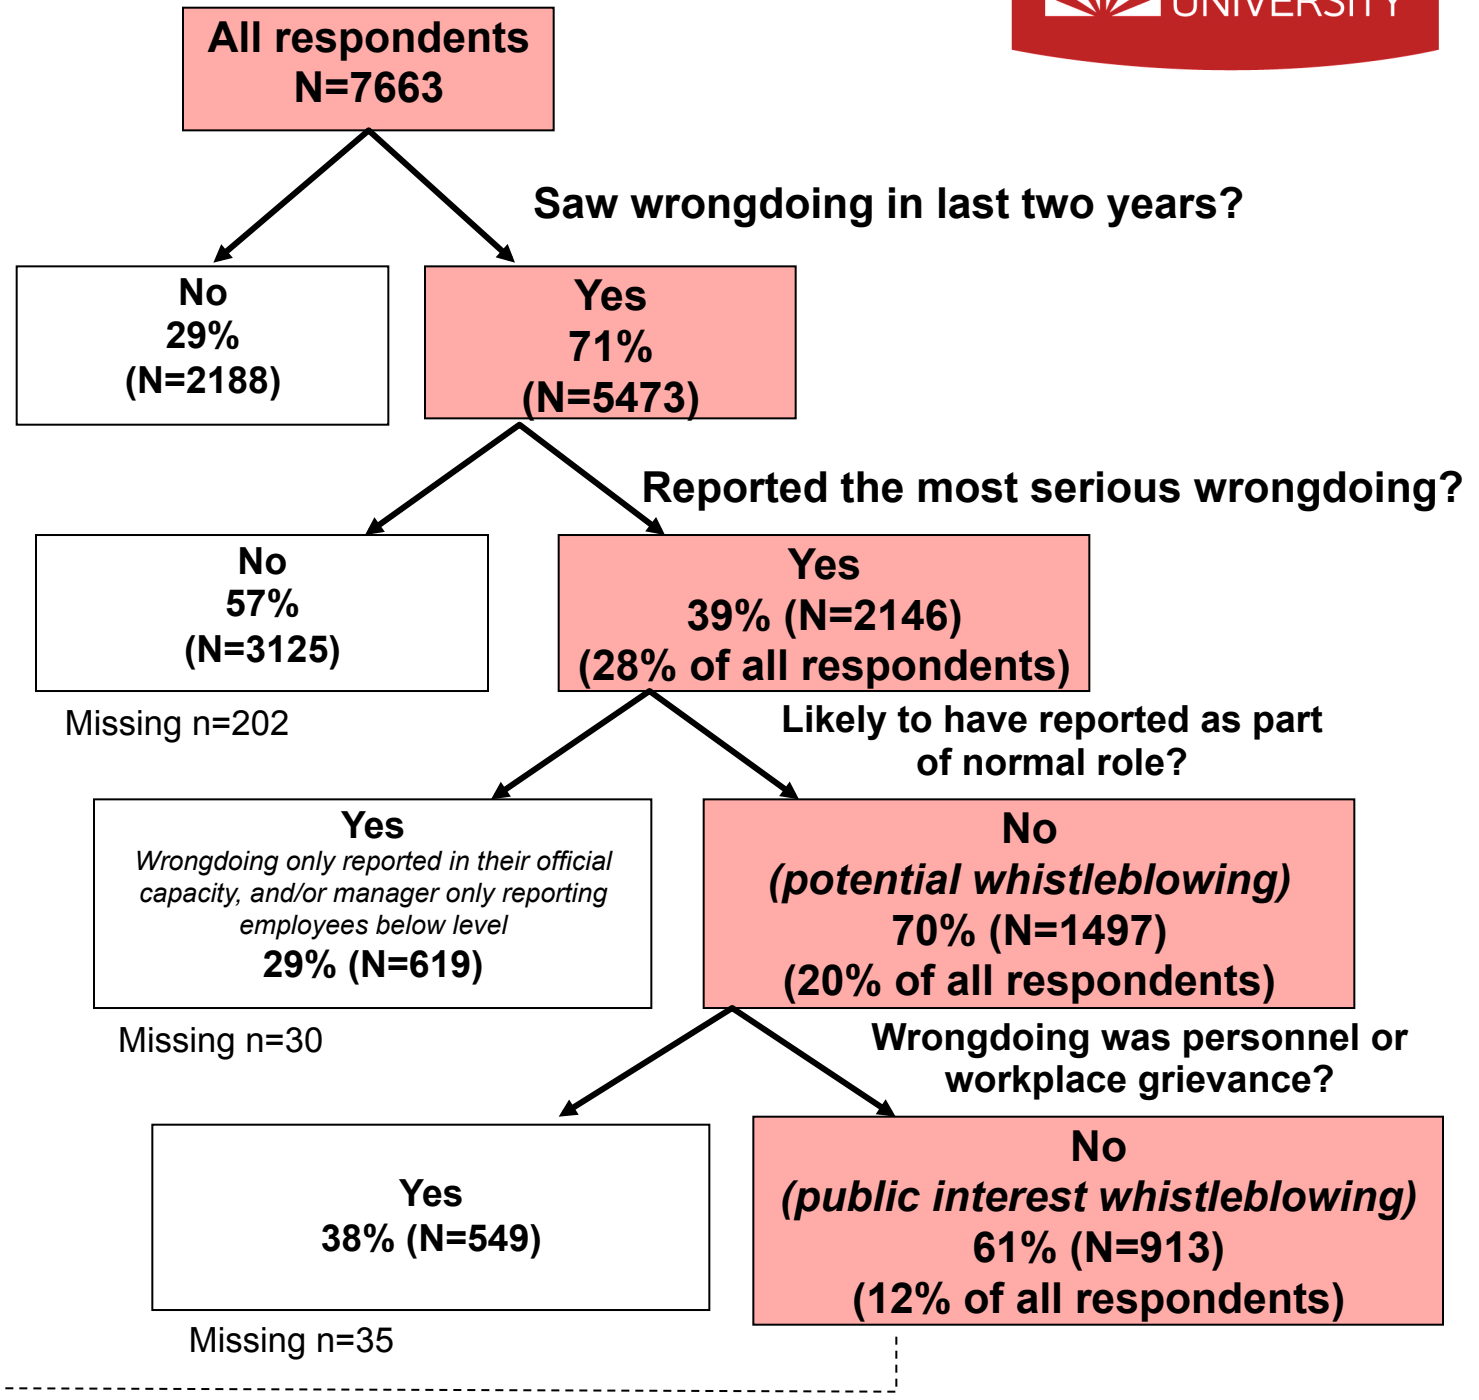 UNIVERSITY
All respondents
N=7663
Saw wrongdoing in last two years?
No
29%
(N=2188)
Yes
71%
(N=5473)
Reported the most serious wrongdoing?
No
57%
(N=3125)
Yes
39% (N=2146)
(28% of all respondents)
Missing n=202
Likely to have reported as part
of normal role?
Yes
Wrongdoing only reported in their official
capacity, and/or manager only reporting
employees below level
29% (N=619)
No
(potential whistleblowing)
70% (N=1497)
(20% of all respondents)
Missing n=30
Wrongdoing was personnel or
workplace grievance?
Yes
38% (N=549)
No
(public interest whistleblowing)
61% (N=913)
(12% of all respondents)
Missing n=35